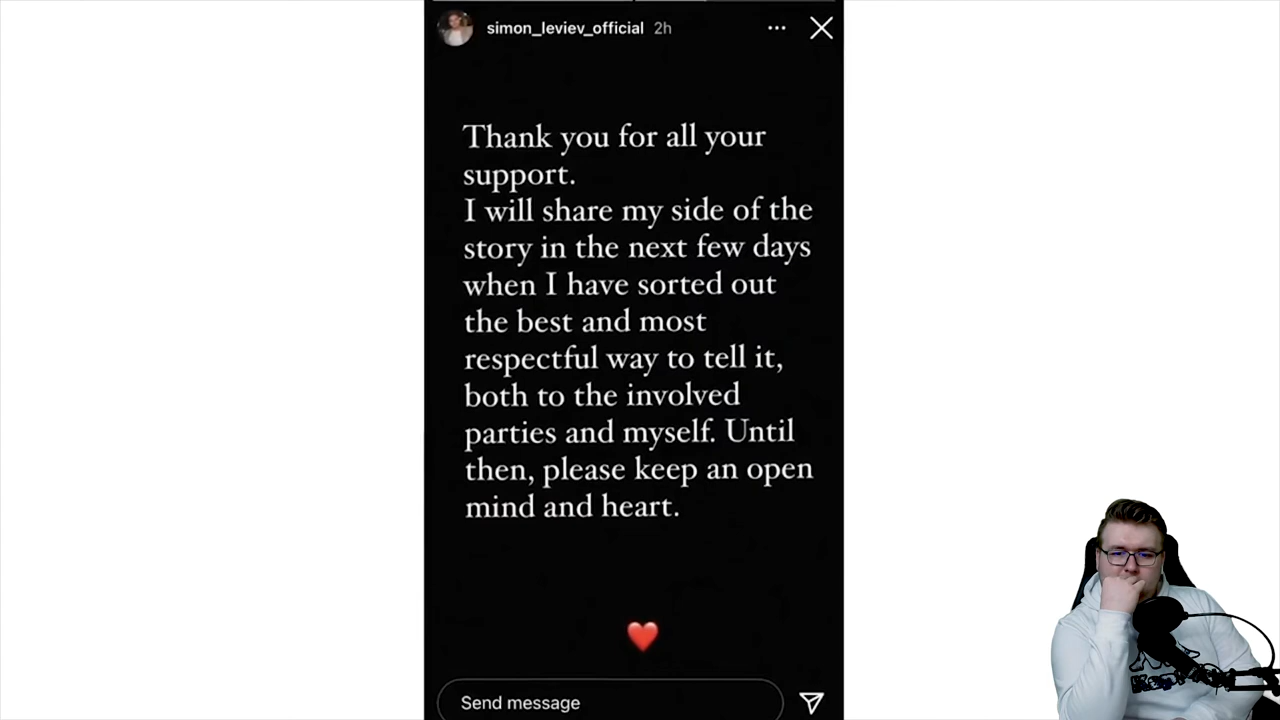 simon_leviev_official 2h
Thank you for all your
support.
I will share my side of the
story in the next few days
when I have sorted out
the best and most
respectful way to tell it,
both to the involved
parties and myself. Until
then, please keep an open
mind and heart.
Send message